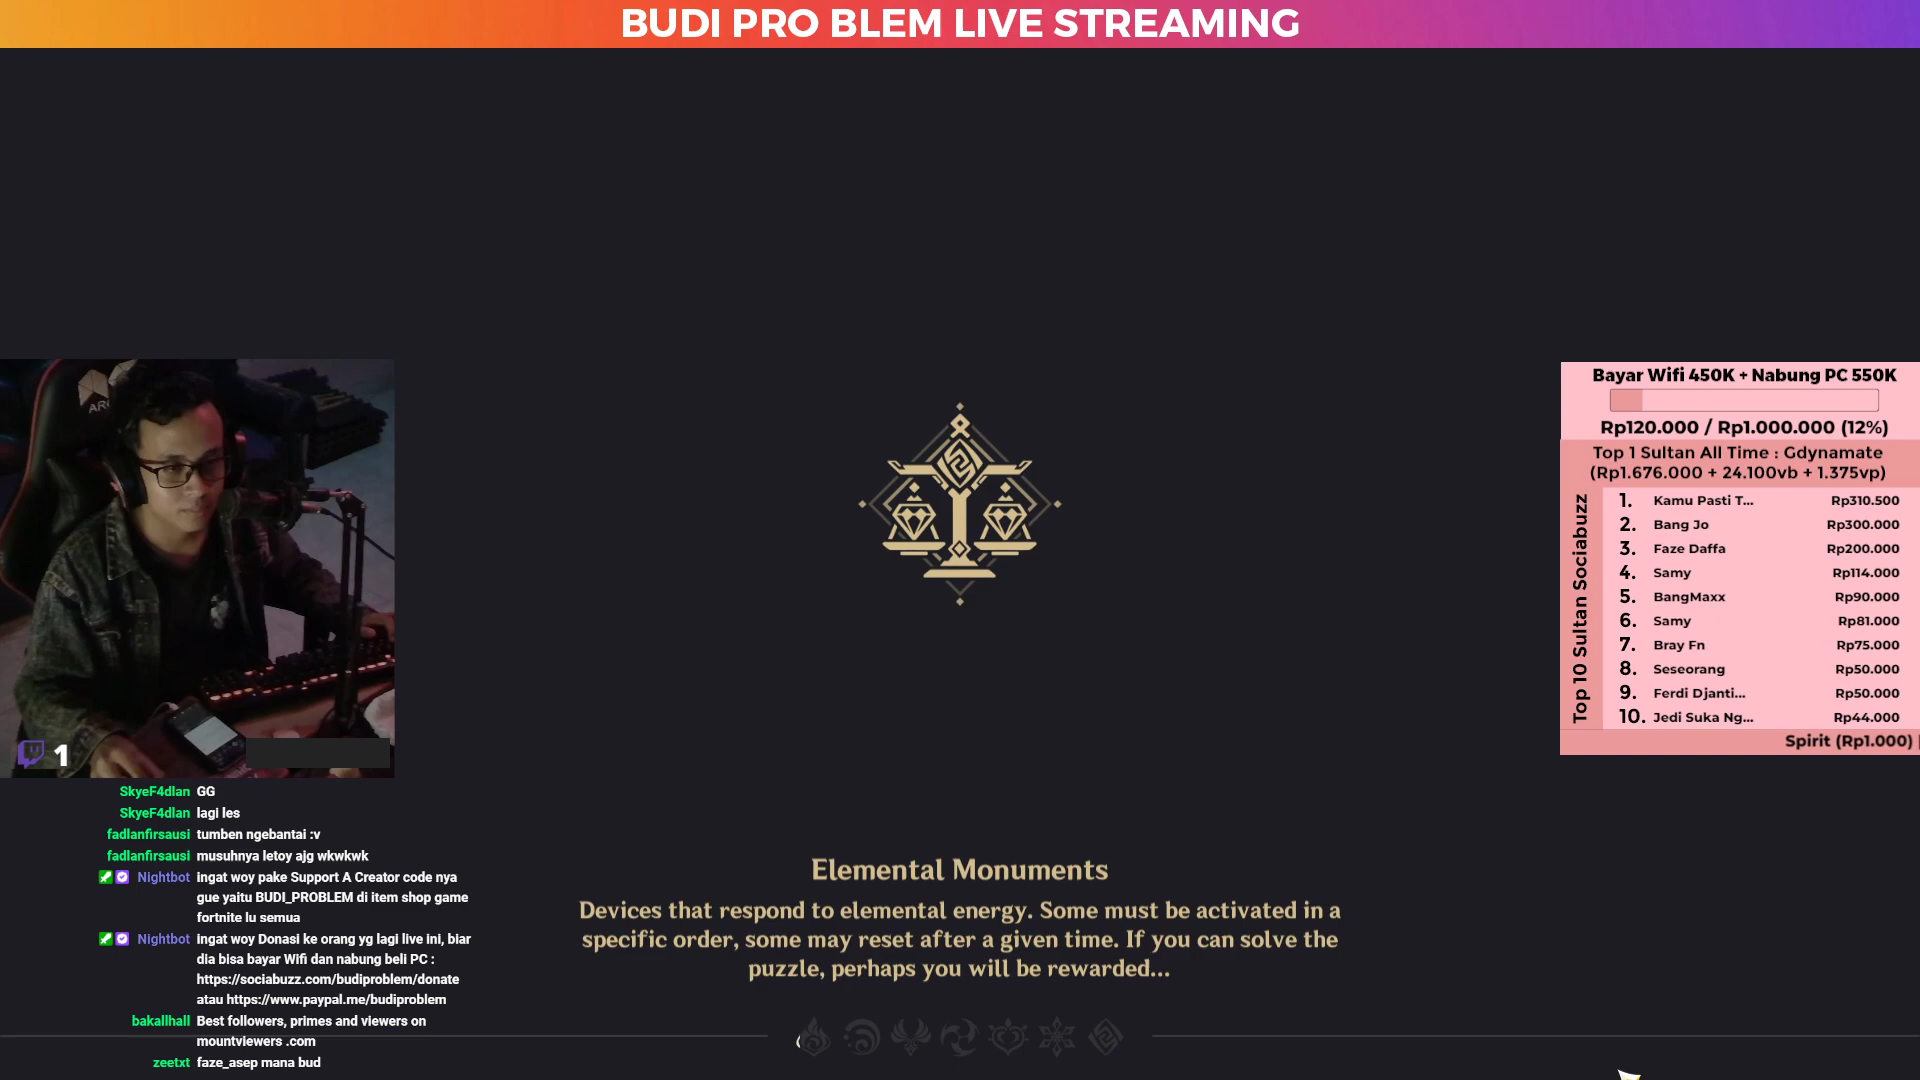 BUDI PRO BLEM LIVE STREAMING
Bayar Wifi 450K + Nabung PC 550K
Rp120.000 / Rp1.000.000 (12%)
Top 1 Sultan All Time : Gdynamate
(Rp1.676.000 + 24.100vb + 1.375vp)
Top 10 Sultan Sociabuzz
1. Kamu Pasti T... Rp310.500
2. Bang Jo Rp300.000
3. Faze Daffa Rp200.000
4. Samy Rp114.000
5. BangMaxx Rp90.000
6. Samy Rp81.000
7. Bray Fn Rp75.000
8. Seseorang Rp50.000
9. Ferdi Djanti... Rp50.000
10. Jedi Suka Ng... Rp44.000
Spirit (Rp1.000) |
1
SkyeF4dlan GG
SkyeF4dlan lagi les
fadlanfirsausi tumben ngebantai :v
fadlanfirsausi musuhnya letoy ajg wkwkwk
Nightbot ingat woy pake Support A Creator code nya
gue yaitu BUDI_PROBLEM di item shop game
fortnite lu semua
Nightbot ingat woy Donasi ke orang yg lagi live ini, biar
dia bisa bayar Wifi dan nabung beli PC :
https://sociabuzz.com/budiproblem/donate
atau https://www.paypal.me/budiproblem
bakallhall Best followers, primes and viewers on
mountviewers .com
zeetxt faze_asep mana bud
Elemental Monuments
Devices that respond to elemental energy. Some must be activated in a
specific order, some may reset after a given time. If you can solve the
puzzle, perhaps you will be rewarded...